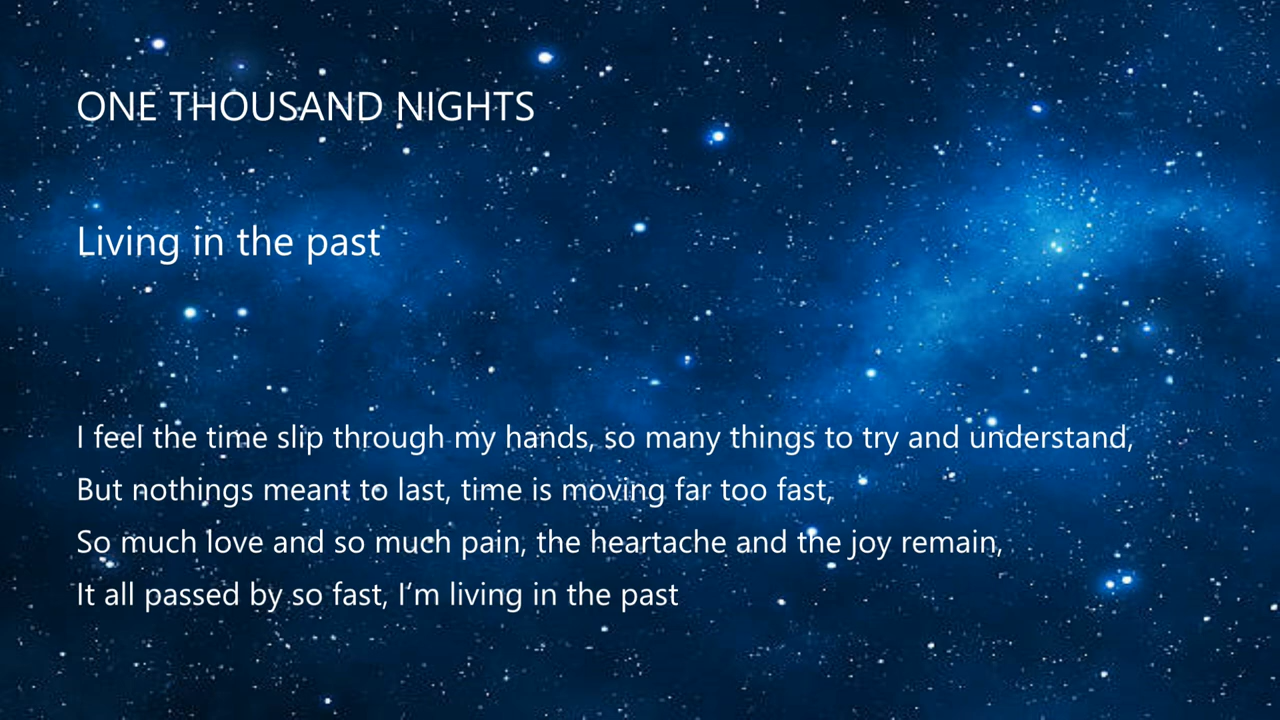 ONE THOUSAND NIGHTS
Living in the past
I feel the time slip through my hands, so many things to try and understand,
But nothings meant to last, time is moving far too fast,
So much love and so much pain, the heartache and the joy remain,
It all passed by so fast, I’m living in the past